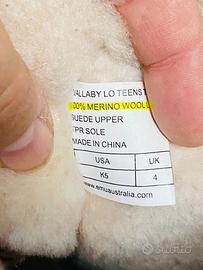 WALLABY LO TEENS
100% MERINO WOOL
SUEDE UPPER
TPR SOLE
MADE IN CHINA
USA UK
K5 4
www.emuaustralia.com